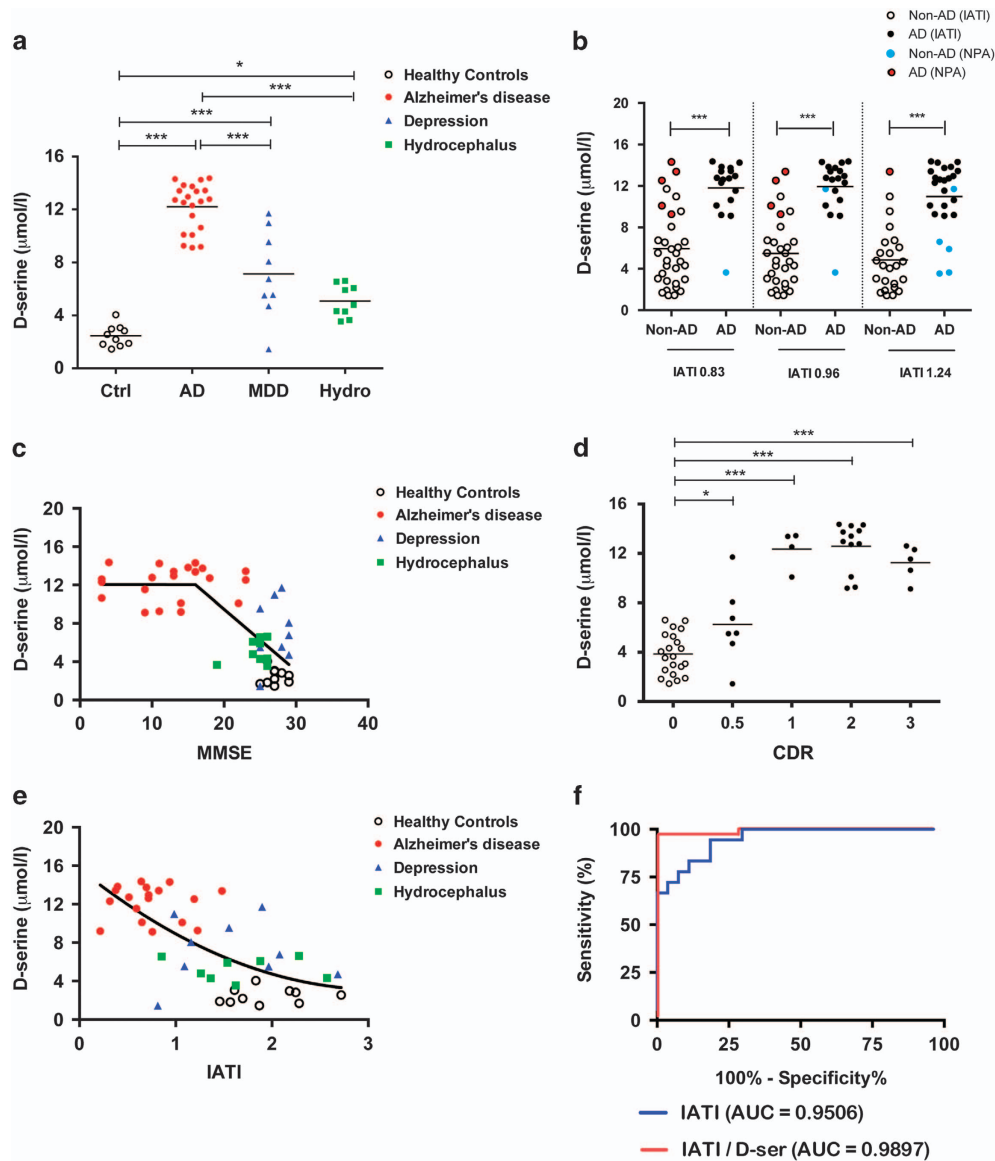 a
*
***
***
*** ***
Healthy Controls
Alzheimer's disease
Depression
Hydrocephalus
D-serine (μmol/l)
16
12
8
4
0
Ctrl AD MDD Hydro
b
Non-AD (IATI)
AD (IATI)
Non-AD (NPA)
AD (NPA)
D-serine (μmol/l)
20
16
12
8
4
0
*** *** ***
Non-AD AD Non-AD AD Non-AD AD
IATI 0.83 IATI 0.96 IATI 1.24
c
Healthy Controls
Alzheimer's disease
Depression
Hydrocephalus
D-serine (μmol/l)
20
16
12
8
4
0
0 10 20 30 40
MMSE
d
***
***
***
*
D-serine (μmol/l)
16
12
8
4
0
0 0.5 1 2 3
CDR
e
Healthy Controls
Alzheimer's disease
Depression
Hydrocephalus
D-serine (μmol/l)
20
16
12
8
4
0
0 1 2 3
IATI
f
Sensitivity (%)
100
75
50
25
0
0 25 50 75 100
100% - Specificity%
IATI (AUC = 0.9506)
IATI / D-ser (AUC = 0.9897)